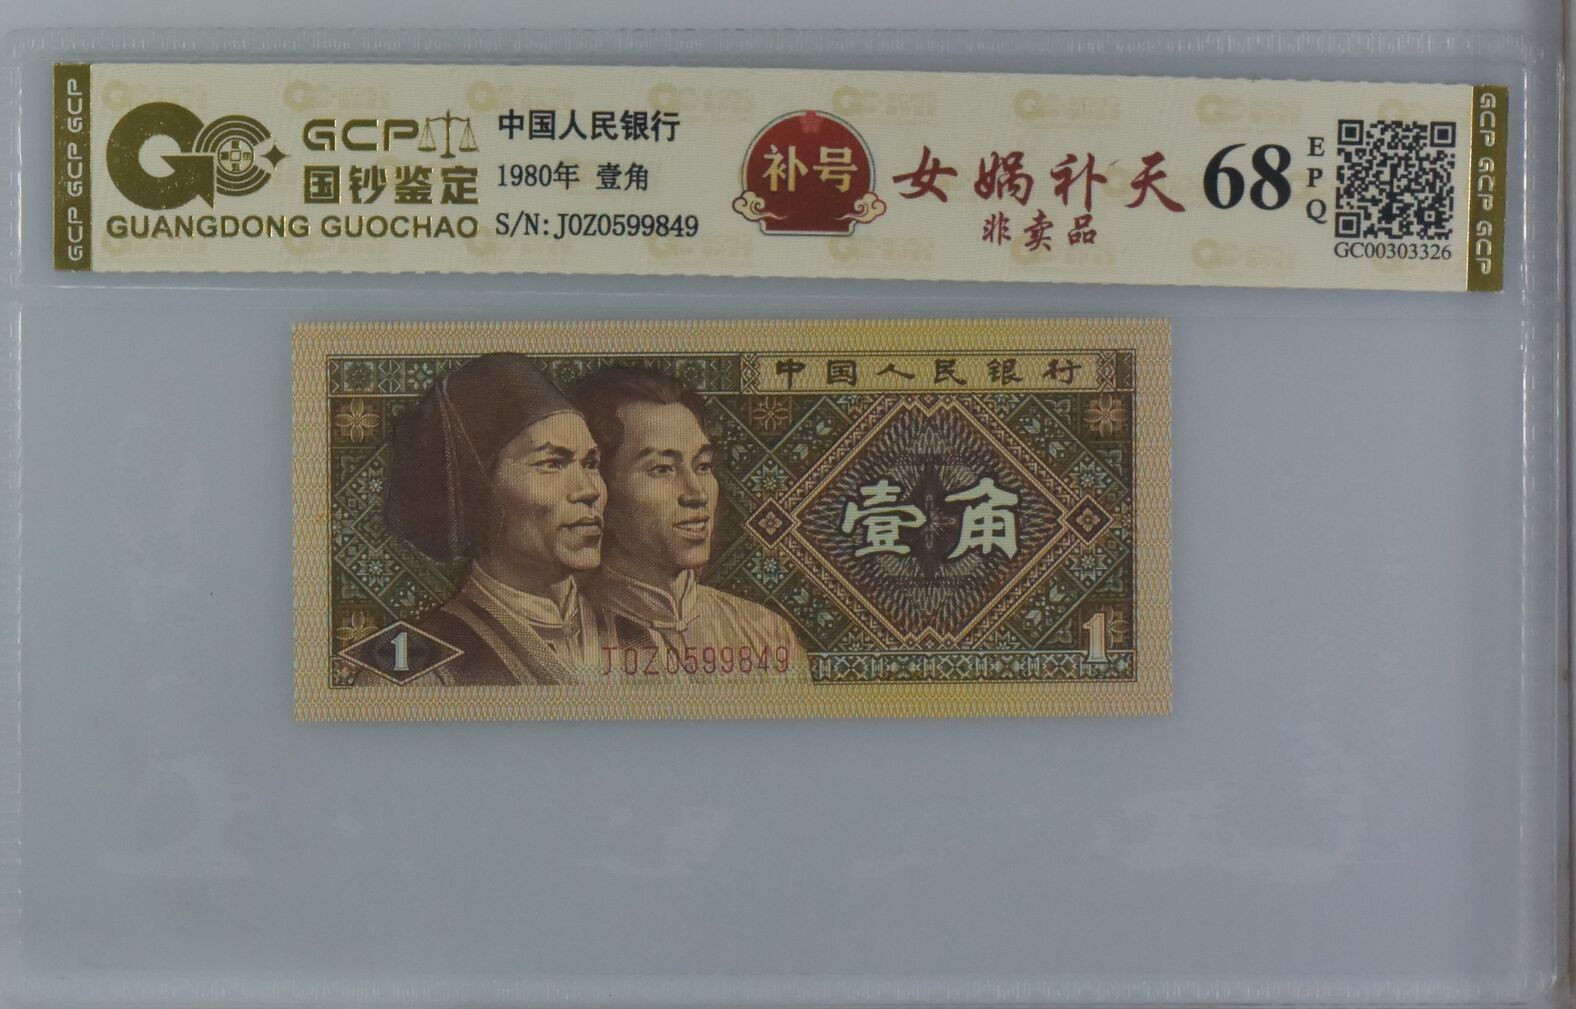 GCP GCP GCP
GCP
国钞鉴定
GUANGDONG GUOCHAO
中国人民银行
1980年 壹角
S/N:J0Z0599849
补号
女娲补天
非卖品
68
EPQ
GC00303326
GCP GCP GCP
中国人民银行
壹角
1
1
J0Z0599849